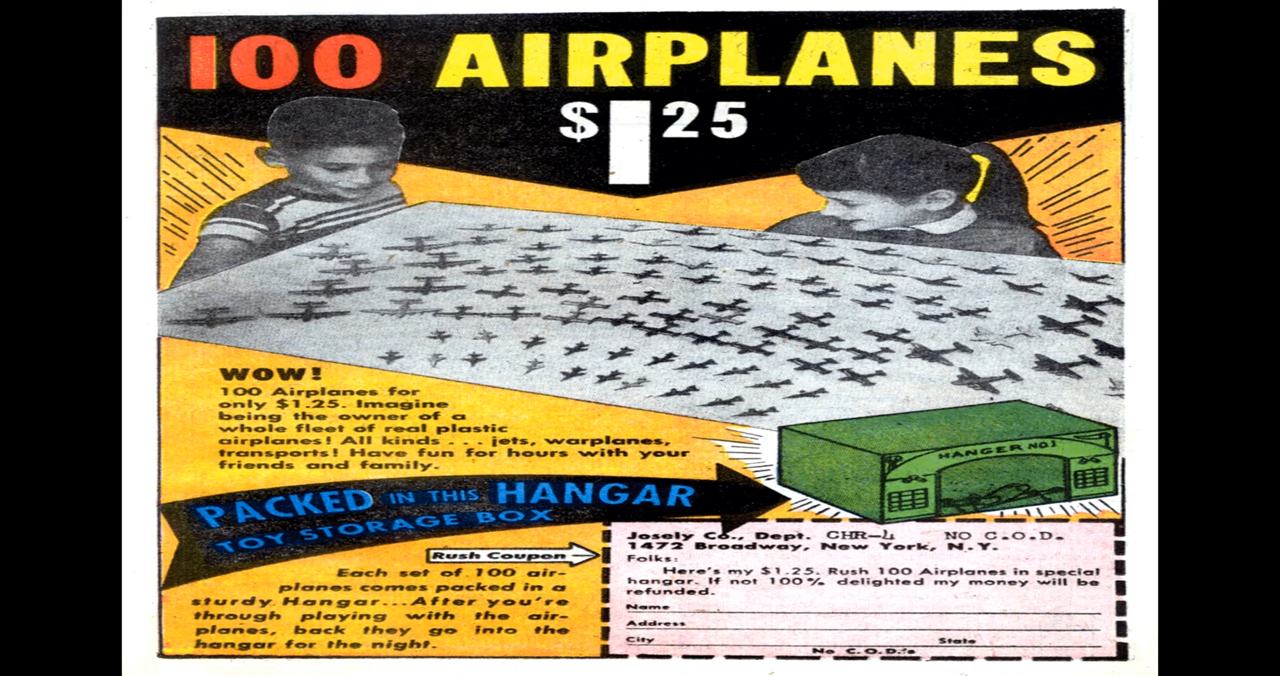 100 AIRPLANES
$1.25
WOW!
100 Airplanes for
only $1.25. Imagine
being the owner of a
whole fleet of real plastic
airplanes! All kinds . . . jets, warplanes,
transports! Have fun for hours with your
friends and family.
HANGER NO1
PACKED IN THIS HANGAR
TOY STORAGE BOX
Rush Coupon
Each set of 100 air-
planes comes packed in a
sturdy Hangar...After you're
through playing with the air-
planes, back they go into the
hangar for the night.
Josely Co., Dept. CHR-4 NO C.O.D.
1472 Broadway, New York, N.Y.
Folks:
Here's my $1.25. Rush 100 Airplanes in special
hangar. If not 100% delighted my money will be
refunded.
Name
Address
City State
No C.O.D.'s